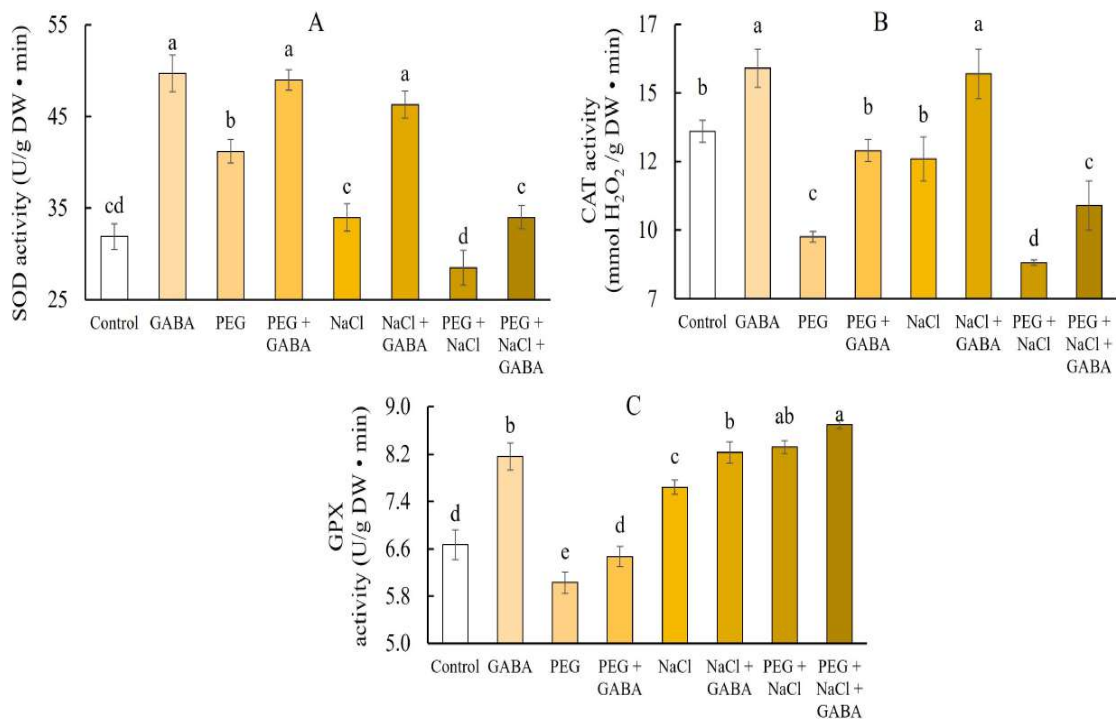 A
SOD activity (U/g DW • min)
55
45
35
25
cd
a
b
a
c
a
d
c
Control GABA PEG PEG + NaCl NaCl + PEG + PEG +
GABA GABA NaCl NaCl +
GABA
B
CAT activity
(mmol H₂O₂ /g DW • min)
17
15
12
10
7
b
a
c
b
b
a
d
c
Control GABA PEG PEG + NaCl NaCl + PEG + PEG +
GABA GABA NaCl NaCl +
GABA
C
GPX
activity (U/g DW • min)
9.0
8.2
7.4
6.6
5.8
5.0
d
b
e
d
c
b
ab
a
Control GABA PEG PEG + NaCl NaCl + PEG + PEG +
GABA GABA NaCl NaCl +
GABA